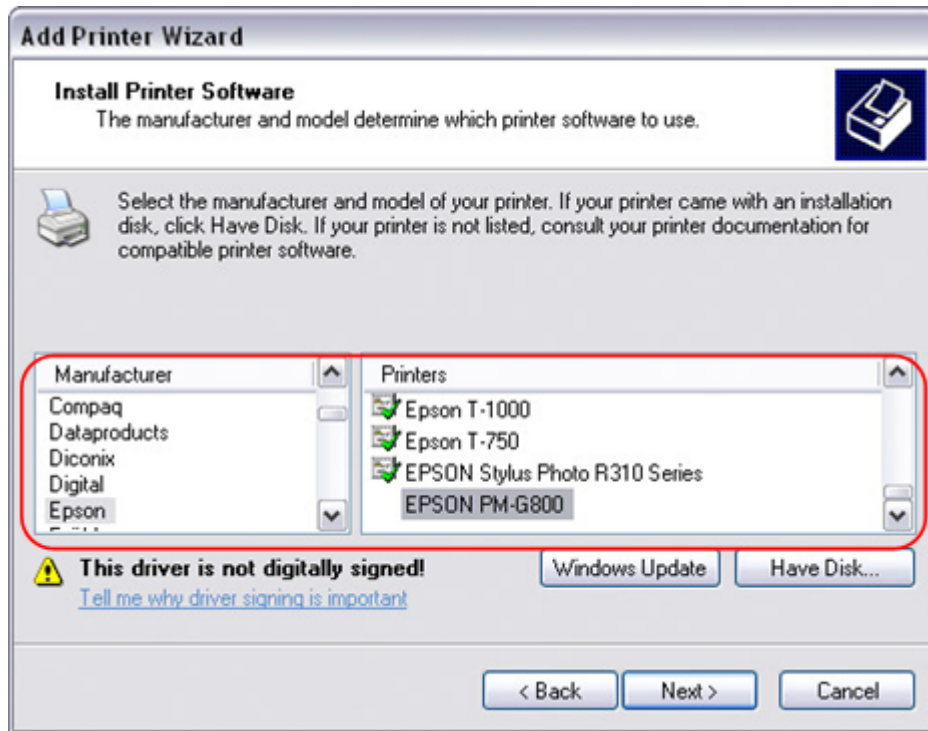 Add Printer Wizard
Install Printer Software
The manufacturer and model determine which printer software to use.
Select the manufacturer and model of your printer. If your printer came with an installation
disk, click Have Disk. If your printer is not listed, consult your printer documentation for
compatible printer software.
Manufacturer
Compaq
Dataproducts
Diconix
Digital
Epson
Printers
Epson T-1000
Epson T-750
EPSON Stylus Photo R310 Series
EPSON PM-G800
This driver is not digitally signed!
Tell me why driver signing is important
Windows Update
Have Disk...
< Back
Next >
Cancel